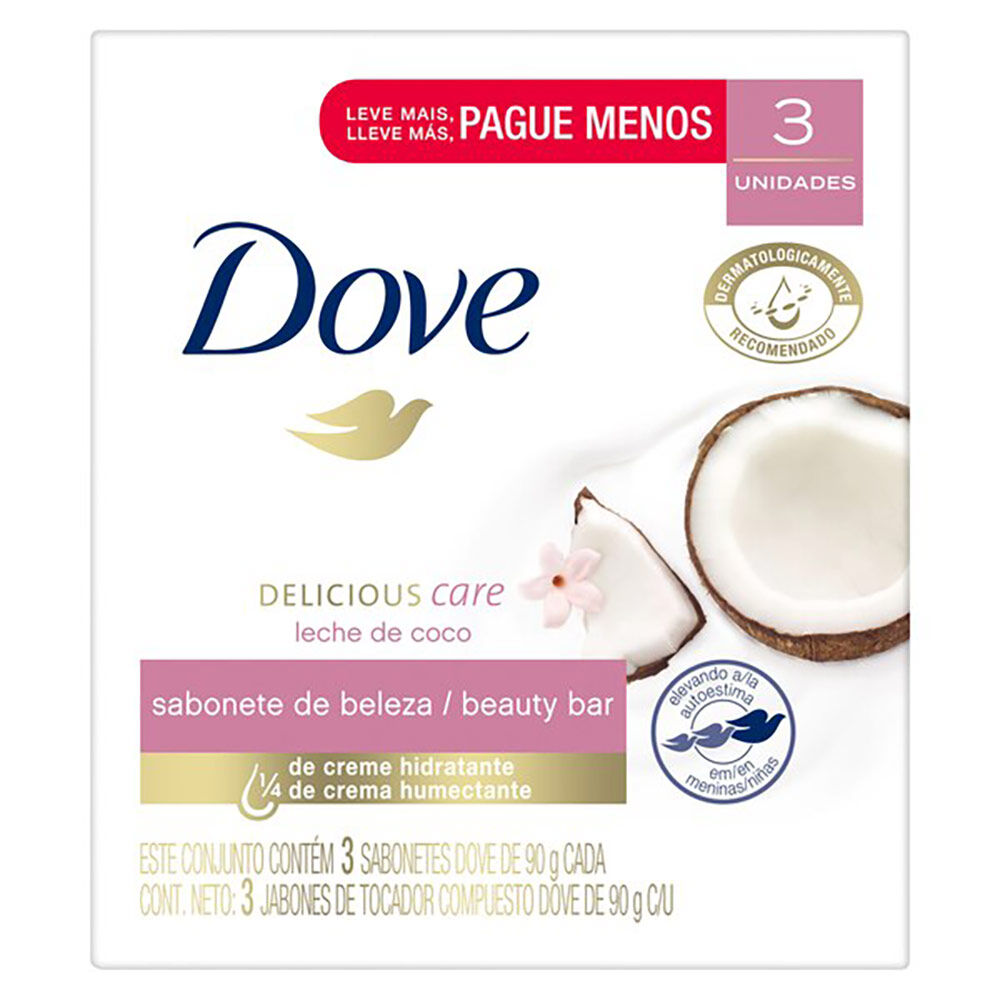 LEVE MAIS,
LLEVE MÁS, PAGUE MENOS
3
UNIDADES
Dove
DERMATOLOGICAMENTE
RECOMENDADO
DELICIOUS care
leche de coco
sabonete de beleza / beauty bar
1/4
de creme hidratante
de crema humectante
elevando a/la
autoestima
em/en
meninas/niñas
ESTE CONJUNTO CONTÉM 3 SABONETES DOVE DE 90 g CADA
CONT. NETO: 3 JABONES DE TOCADOR COMPUESTO DOVE DE 90 g C/U